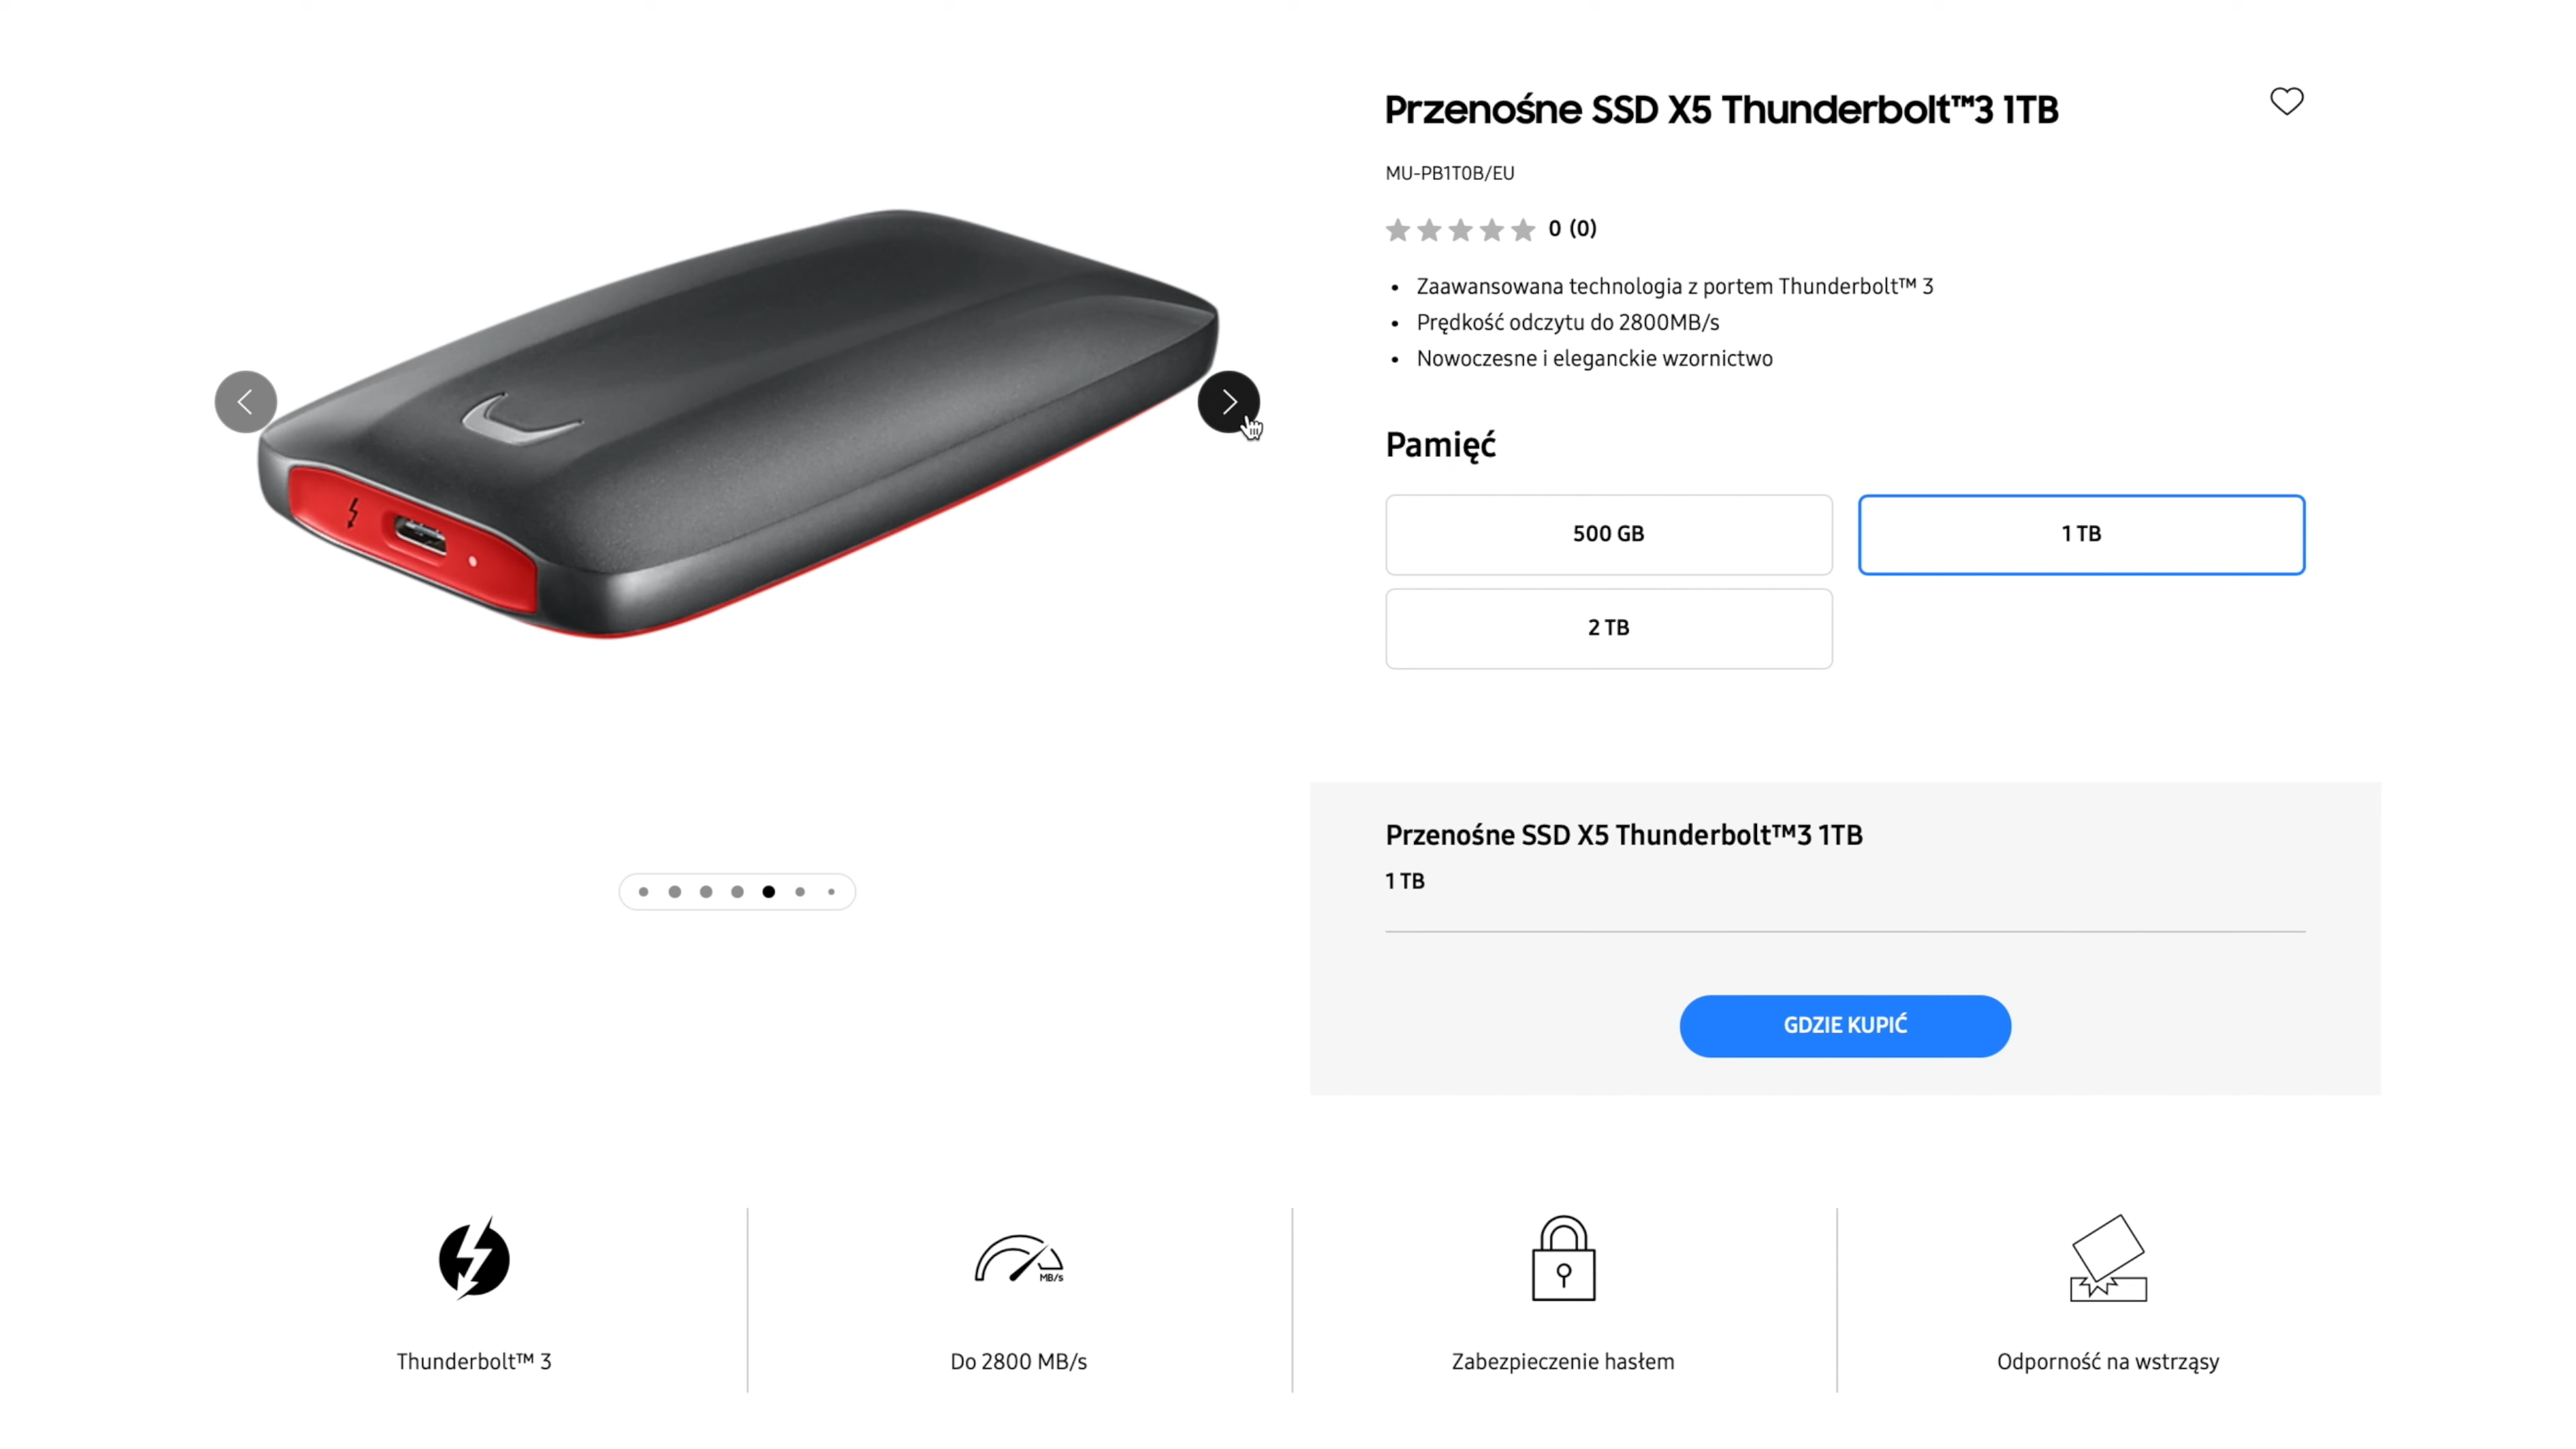 Przenośne SSD X5 Thunderbolt™3 1TB
MU-PB1T0B/EU
0 (0)
• Zaawansowana technologia z portem Thunderbolt™ 3
• Prędkość odczytu do 2800MB/s
• Nowoczesne i eleganckie wzornictwo
Pamięć
500 GB
1 TB
2 TB
Przenośne SSD X5 Thunderbolt™3 1TB
1 TB
GDZIE KUPIĆ
MB/s
Thunderbolt™ 3
Do 2800 MB/s
Zabezpieczenie hasłem
Odporność na wstrząsy